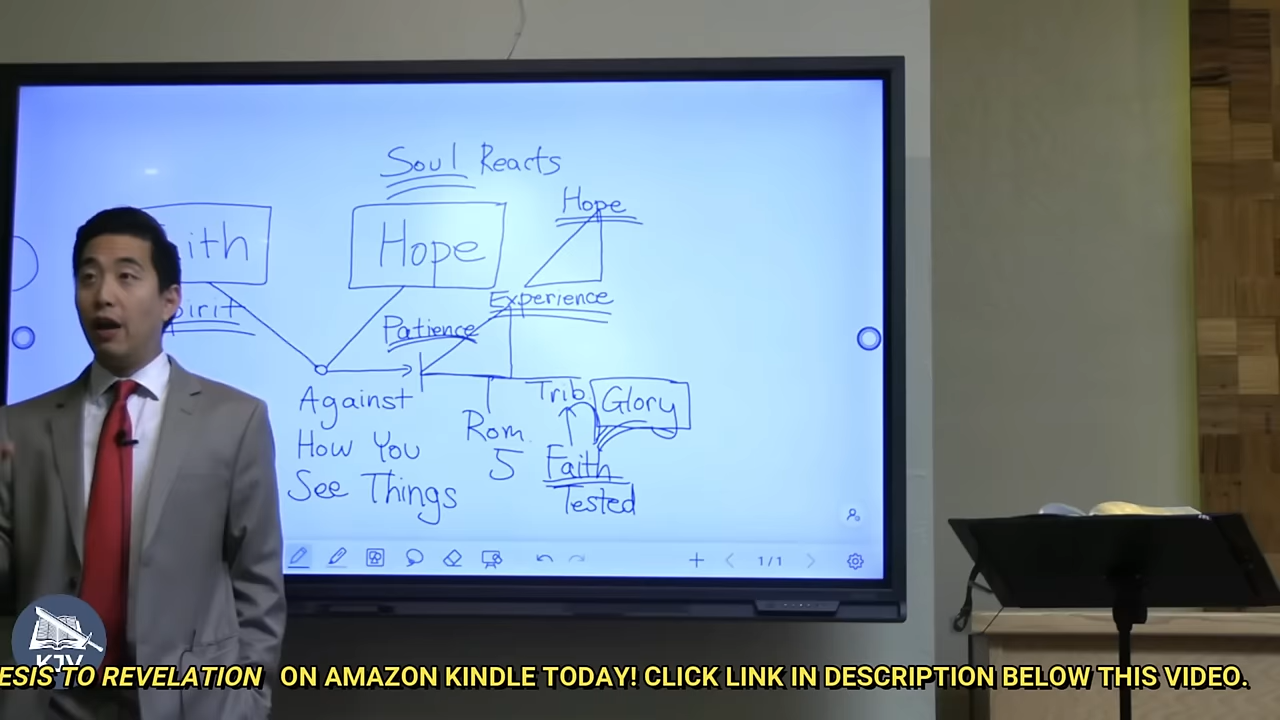 Soul Reacts
Hope
ith
Hope
Experience
pirit
Patience
Against
How You
See Things
Rom.
5
Trib.
Glory
Faith
Tested
1/1
KJV
ESIS TO REVELATION ON AMAZON KINDLE TODAY! CLICK LINK IN DESCRIPTION BELOW THIS VIDEO.